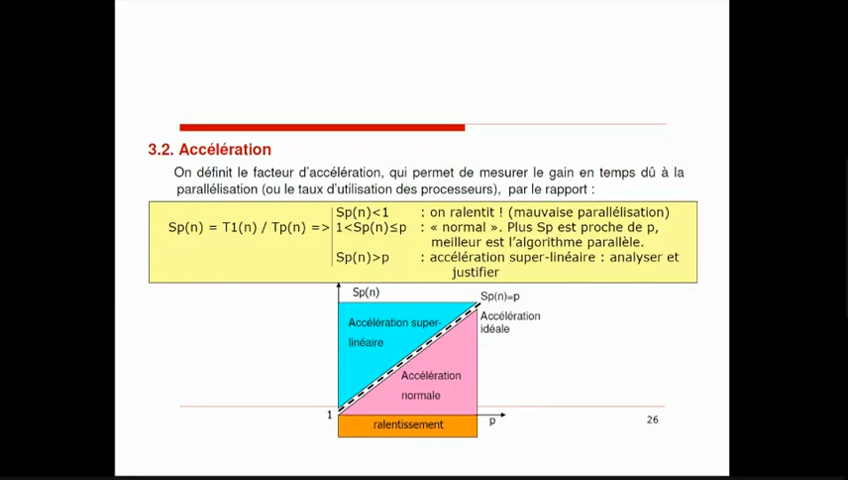 3.2. Accélération
On définit le facteur d'accélération, qui permet de mesurer le gain en temps dû à la
parallélisation (ou le taux d'utilisation des processeurs), par le rapport :
Sp(n)<1 : on ralentit ! (mauvaise parallélisation)
Sp(n) = T1(n) / Tp(n) => 1<Sp(n)≤p : « normal ». Plus Sp est proche de p,
meilleur est l'algorithme parallèle.
Sp(n)>p : accélération super-linéaire : analyser et
justifier
Sp(n)
Sp(n)=p
Accélération
idéale
Accélération super-
linéaire
Accélération
normale
1
ralentissement
p
26